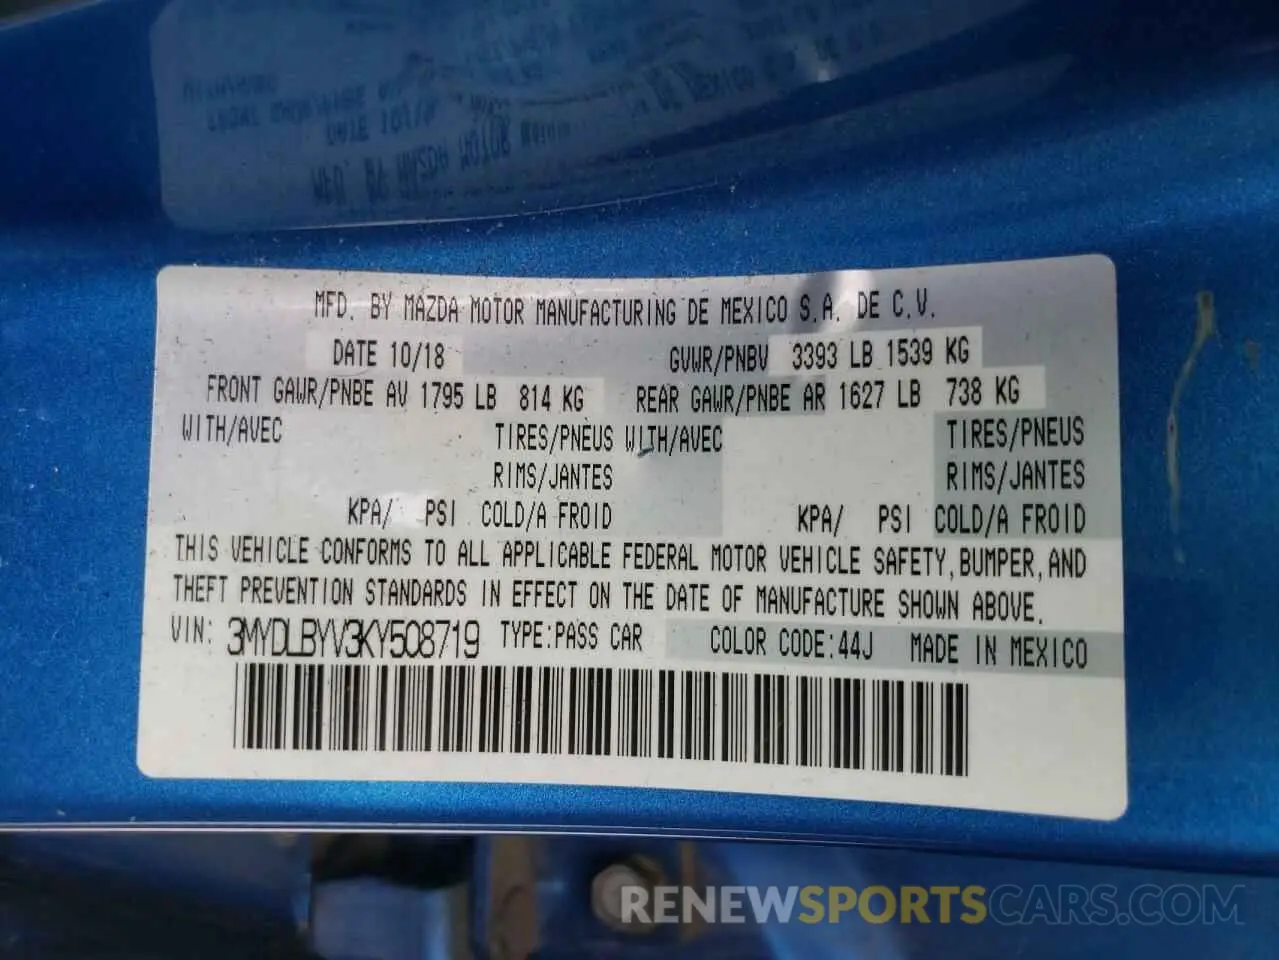 MFD. BY MAZDA MOTOR MANUFACTURING DE MEXICO S.A. DE C.V.
DATE 10/18 GVWR/PNBV 3393 LB 1539 KG
FRONT GAWR/PNBE AV 1795 LB 814 KG REAR GAWR/PNBE AR 1627 LB 738 KG
WITH/AVEC TIRES/PNEUS WITH/AVEC TIRES/PNEUS
RIMS/JANTES RIMS/JANTES
KPA/ PSI COLD/A FROID KPA/ PSI COLD/A FROID
THIS VEHICLE CONFORMS TO ALL APPLICABLE FEDERAL MOTOR VEHICLE SAFETY, BUMPER, AND
THEFT PREVENTION STANDARDS IN EFFECT ON THE DATE OF MANUFACTURE SHOWN ABOVE.
VIN: 3MYDLBYV3KY508719 TYPE:PASS CAR COLOR CODE:44J MADE IN MEXICO
RENEWSPORTSCARS.COM